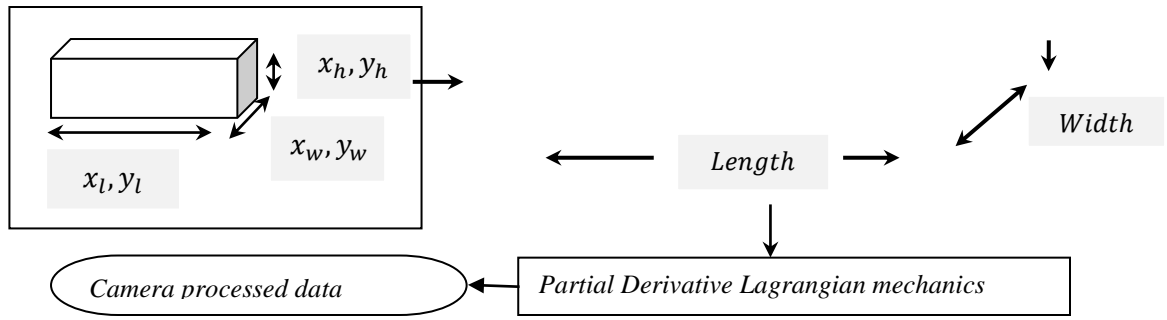 x_h, y_h
x_w, y_w
x_l, y_l
Width
Length
Camera processed data
Partial Derivative Lagrangian mechanics